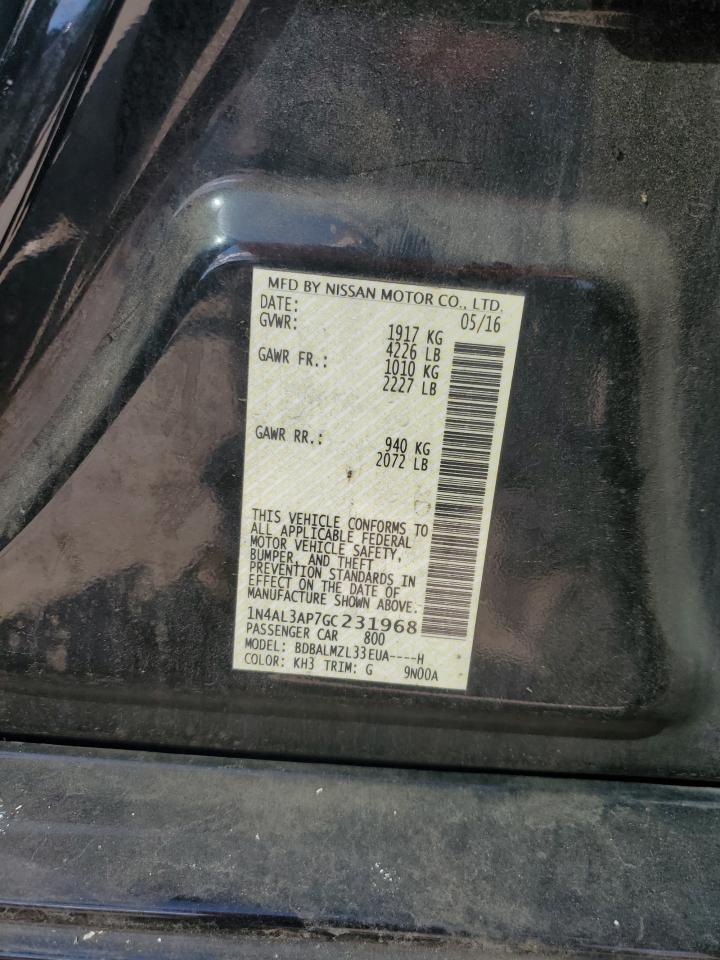 MFD BY NISSAN MOTOR CO., LTD.
DATE: 05/16
GVWR: 1917 KG
4226 LB
GAWR FR.: 1010 KG
2227 LB
GAWR RR.: 940 KG
2072 LB
THIS VEHICLE CONFORMS TO
ALL APPLICABLE FEDERAL
MOTOR VEHICLE SAFETY,
BUMPER, AND THEFT
PREVENTION STANDARDS IN
EFFECT ON THE DATE OF
MANUFACTURE SHOWN ABOVE.
1N4AL3AP7GC231968
PASSENGER CAR 800
MODEL: BDBALMZL33EUA----H
COLOR: KH3 TRIM: G 9N00A